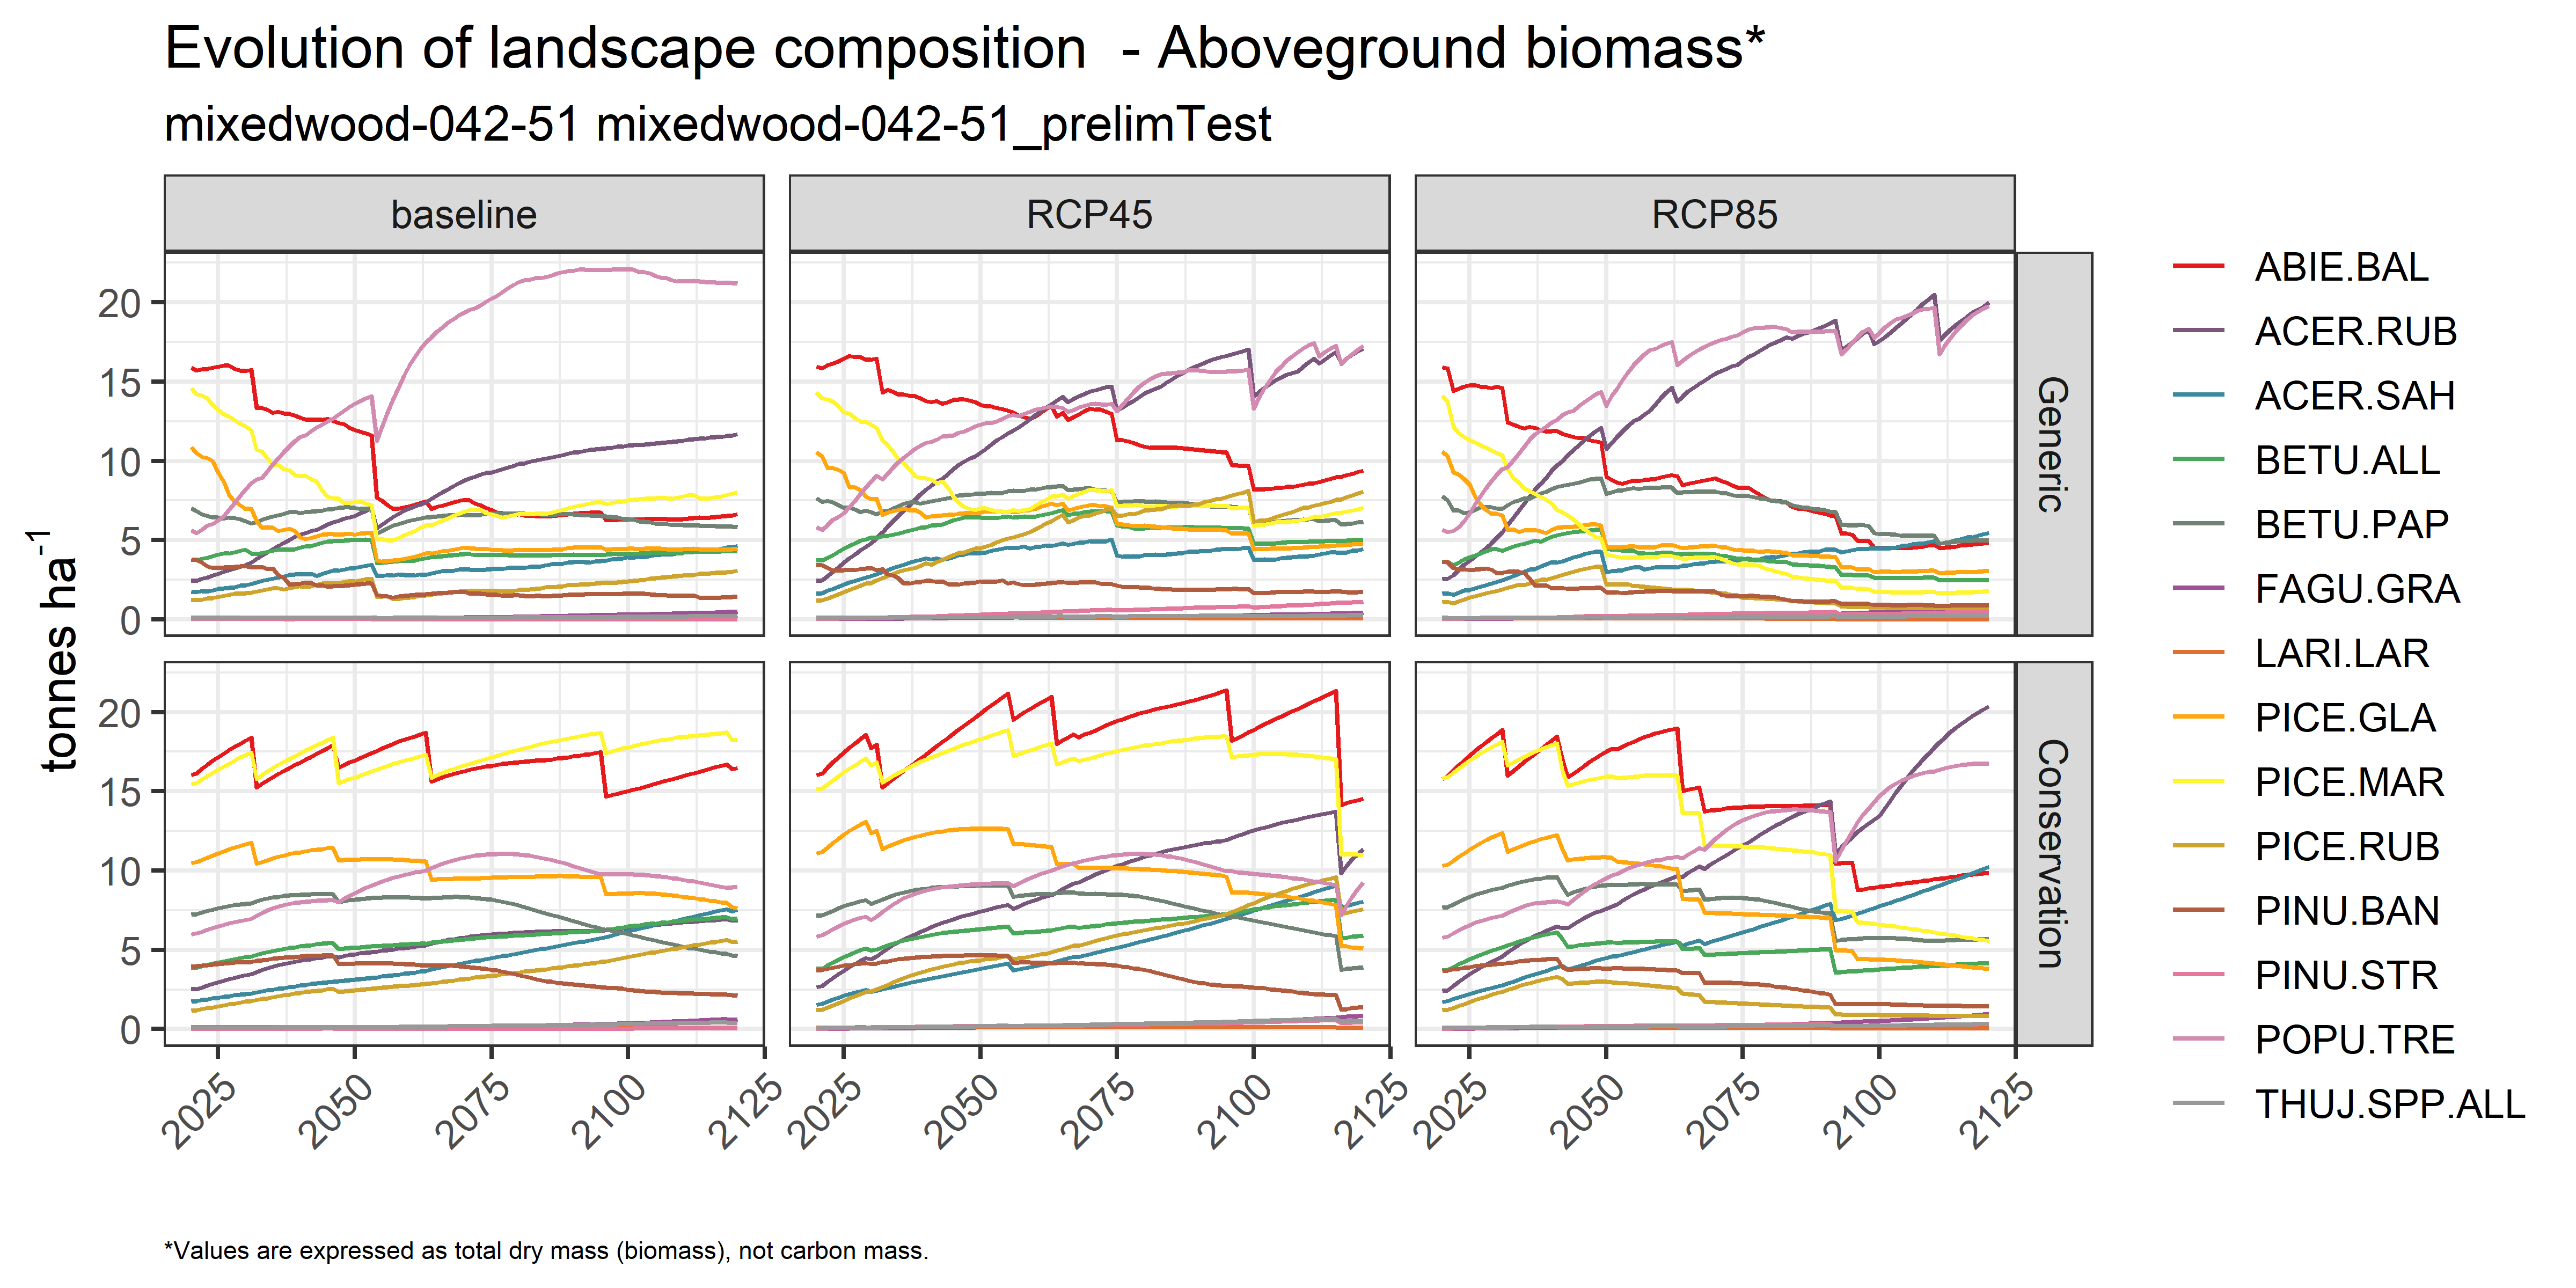 Evolution of landscape composition  - Aboveground biomass*
mixedwood-042-51 mixedwood-042-51_prelimTest
baseline
RCP45
RCP85
tonnes ha-1
20
15
10
5
0
Generic
20
15
10
5
0
Conservation
2025
2050
2075
2100
2125
2025
2050
2075
2100
2125
2025
2050
2075
2100
2125
ABIE.BAL
ACER.RUB
ACER.SAH
BETU.ALL
BETU.PAP
FAGU.GRA
LARI.LAR
PICE.GLA
PICE.MAR
PICE.RUB
PINU.BAN
PINU.STR
POPU.TRE
THUJ.SPP.ALL
*Values are expressed as total dry mass (biomass), not carbon mass.